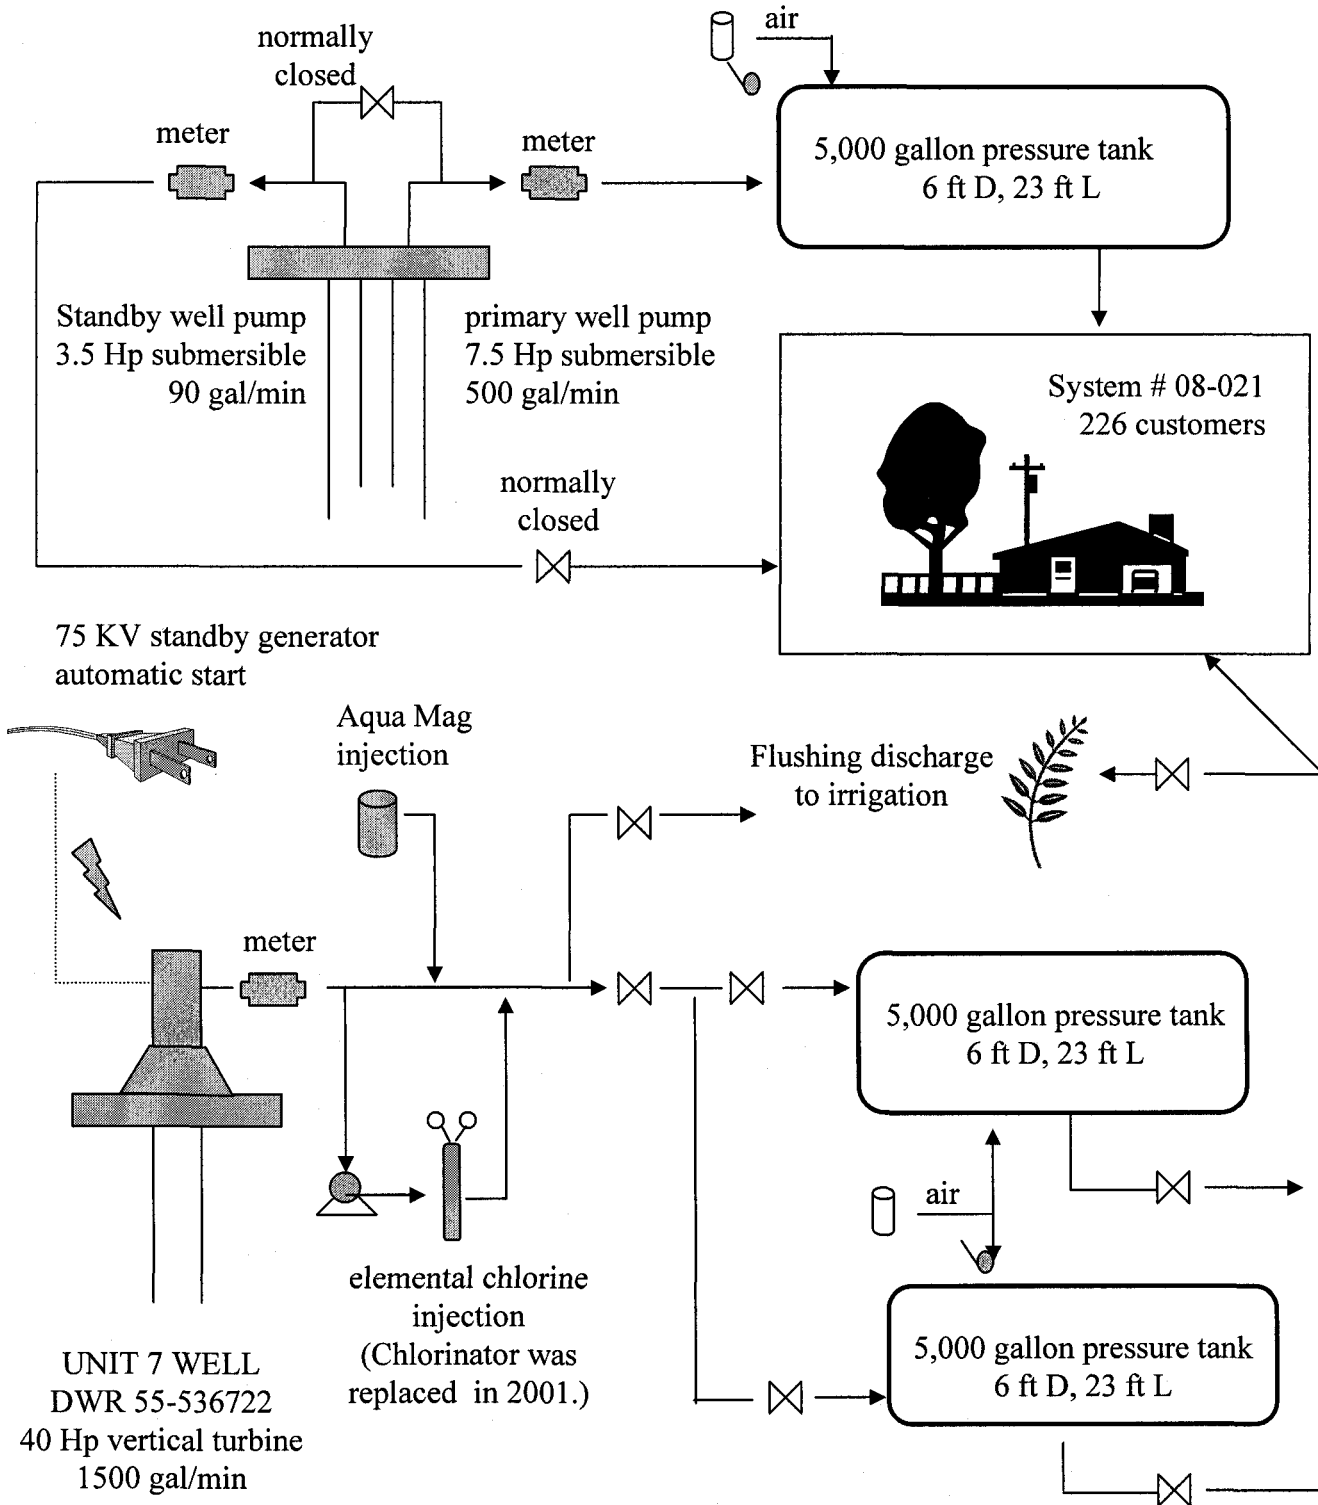 normally
closed
air
meter
meter
5,000 gallon pressure tank
6 ft D, 23 ft L
Standby well pump
3.5 Hp submersible
90 gal/min
primary well pump
7.5 Hp submersible
500 gal/min
System # 08-021
226 customers
normally
closed
75 KV standby generator
automatic start
Aqua Mag
injection
Flushing discharge
to irrigation
meter
5,000 gallon pressure tank
6 ft D, 23 ft L
air
elemental chlorine
injection
(Chlorinator was
replaced in 2001.)
5,000 gallon pressure tank
6 ft D, 23 ft L
UNIT 7 WELL
DWR 55-536722
40 Hp vertical turbine
1500 gal/min